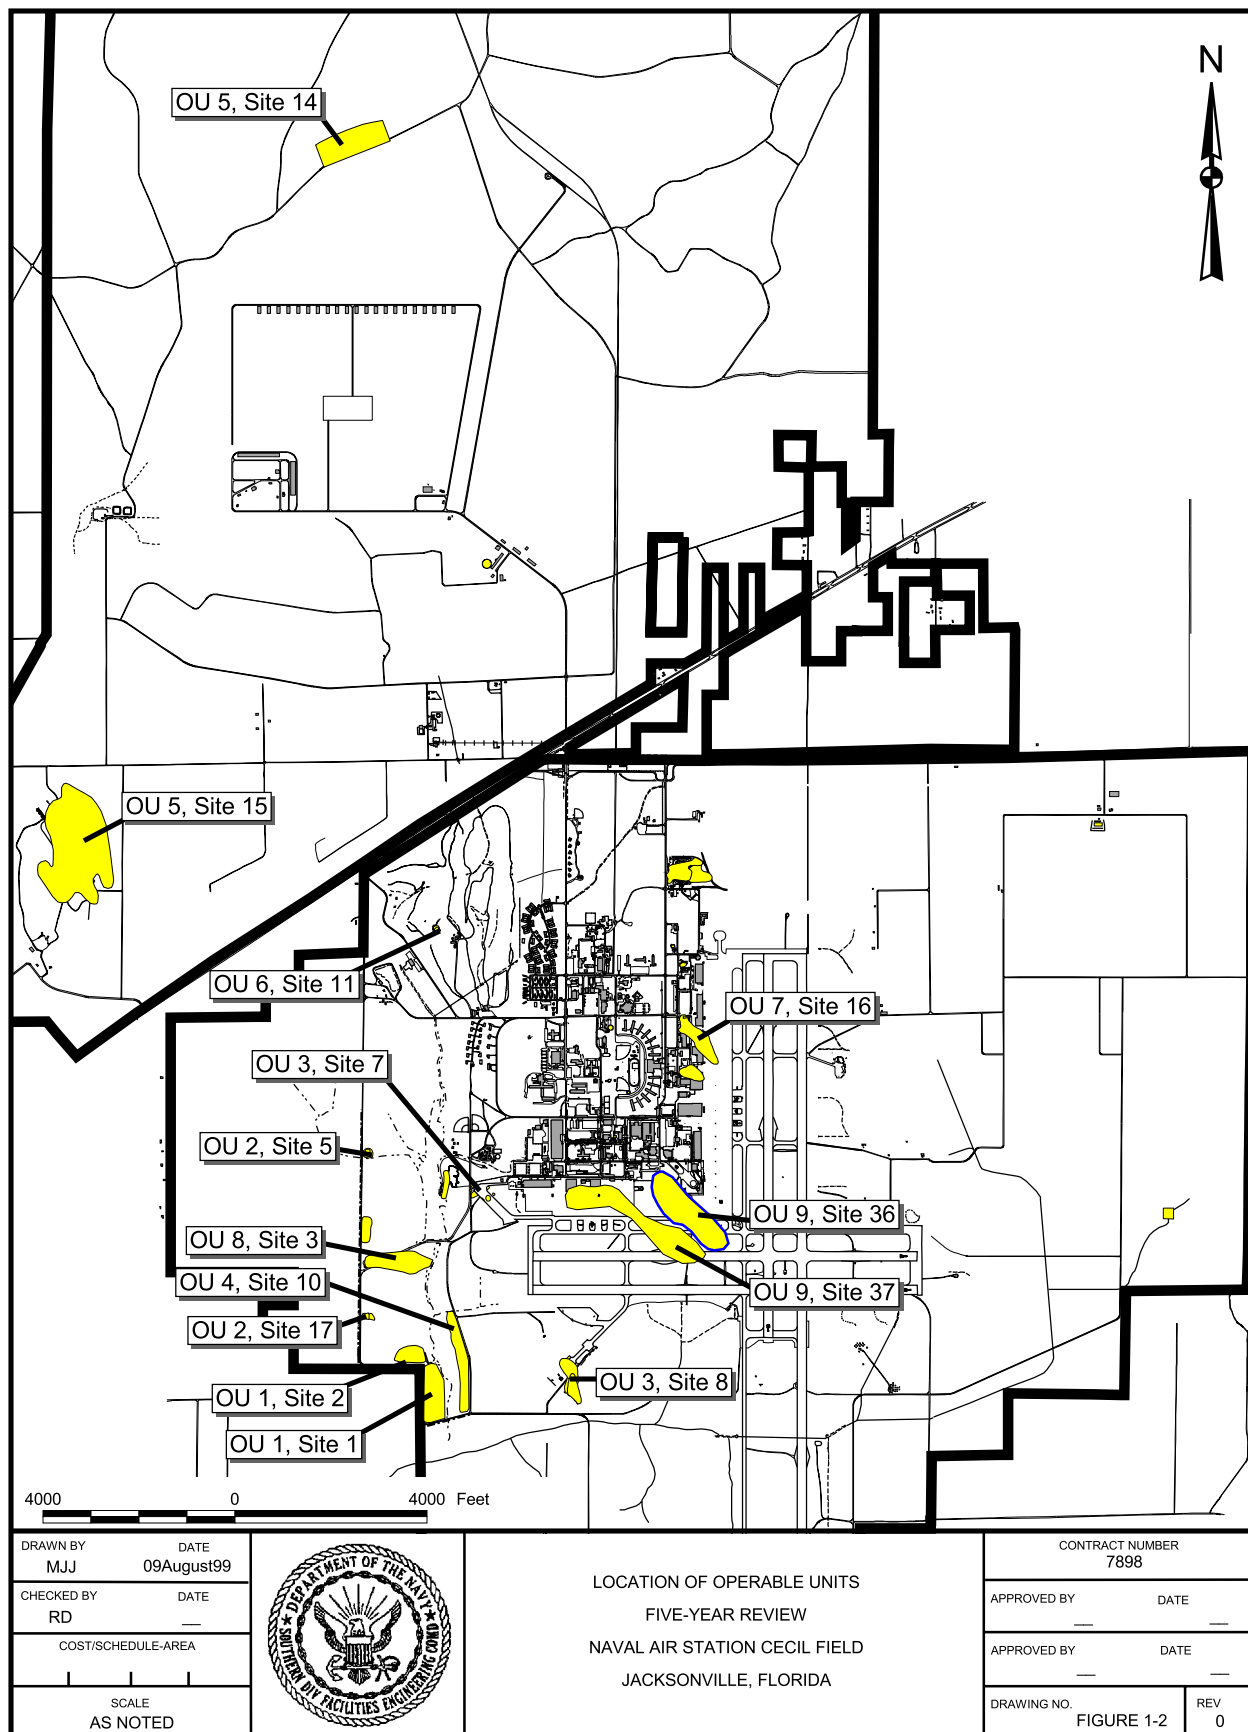 N
OU 5, Site 14
OU 5, Site 15
OU 6, Site 11
OU 7, Site 16
OU 3, Site 7
OU 2, Site 5
OU 9, Site 36
OU 8, Site 3
OU 4, Site 10
OU 9, Site 37
OU 2, Site 17
OU 3, Site 8
OU 1, Site 2
OU 1, Site 1
4000 0 4000 Feet
DRAWN BY DATE
MJJ 09August99
CHECKED BY DATE
RD __
COST/SCHEDULE-AREA
SCALE
AS NOTED
DEPARTMENT OF THE NAVY
SOUTHERN DIV FACILITIES ENGINEERING COMD
LOCATION OF OPERABLE UNITS
FIVE-YEAR REVIEW
NAVAL AIR STATION CECIL FIELD
JACKSONVILLE, FLORIDA
CONTRACT NUMBER
7898
APPROVED BY DATE
__ __
APPROVED BY DATE
__ __
DRAWING NO. REV
FIGURE 1-2 0